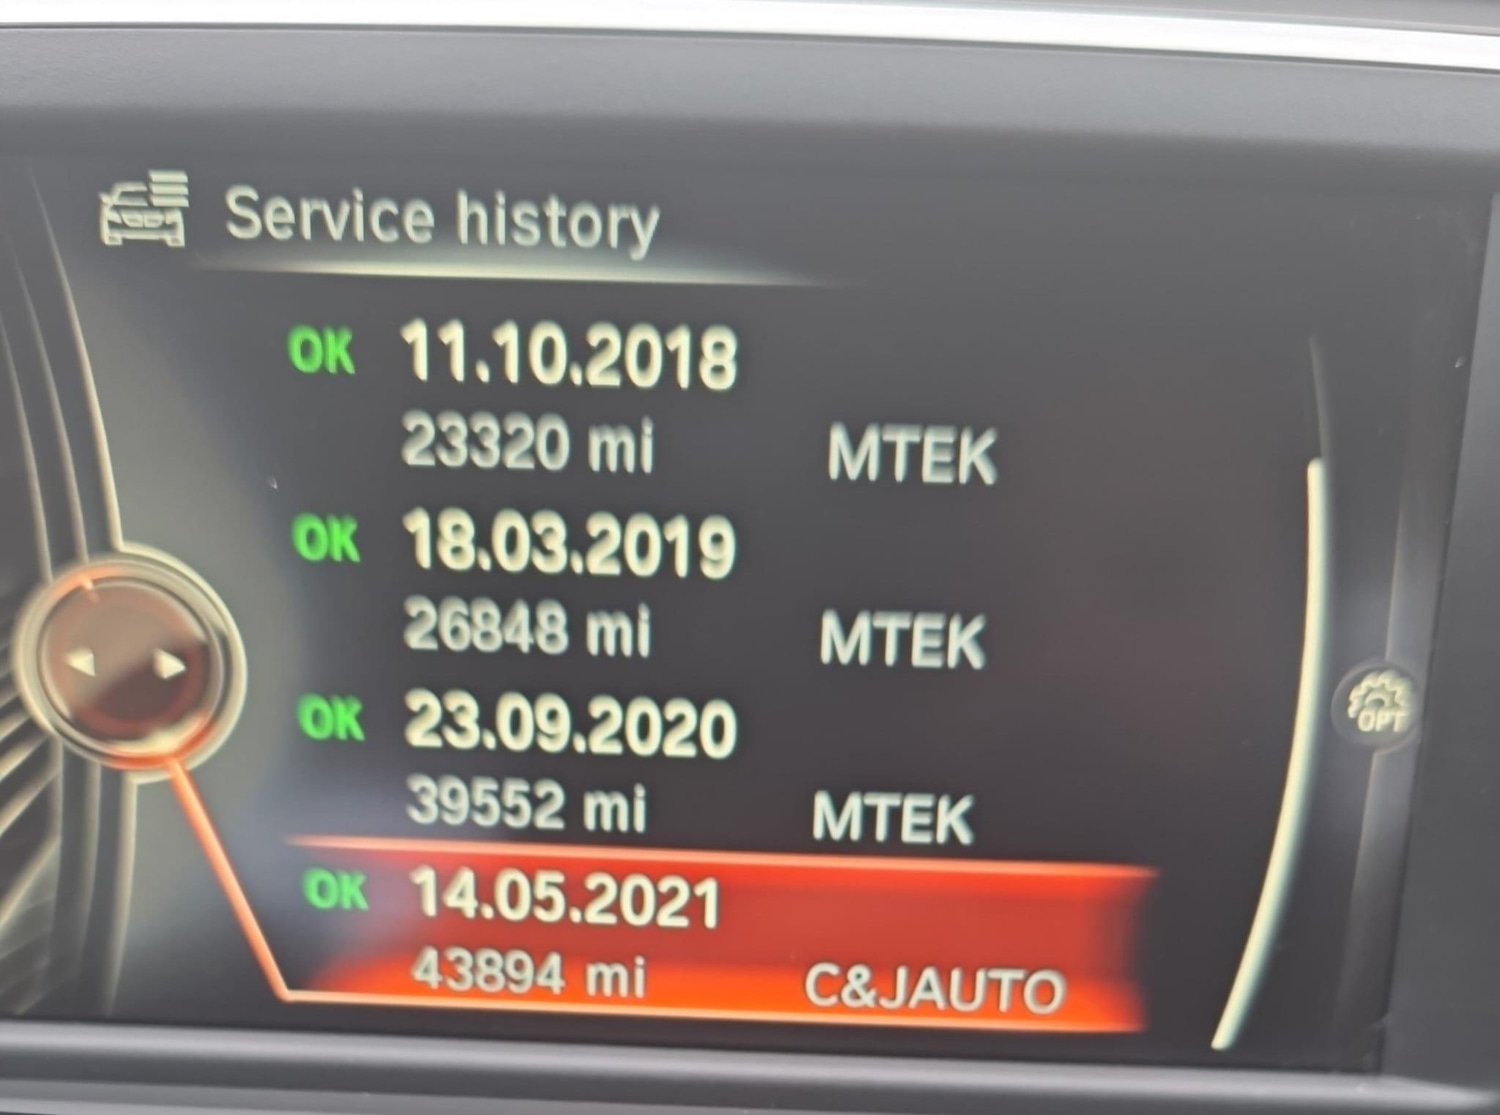 Service history
OK 11.10.2018
23320 mi MTEK
OK 18.03.2019
26848 mi MTEK
OK 23.09.2020
39552 mi MTEK
OK 14.05.2021
43894 mi C&JAUTO
OPT